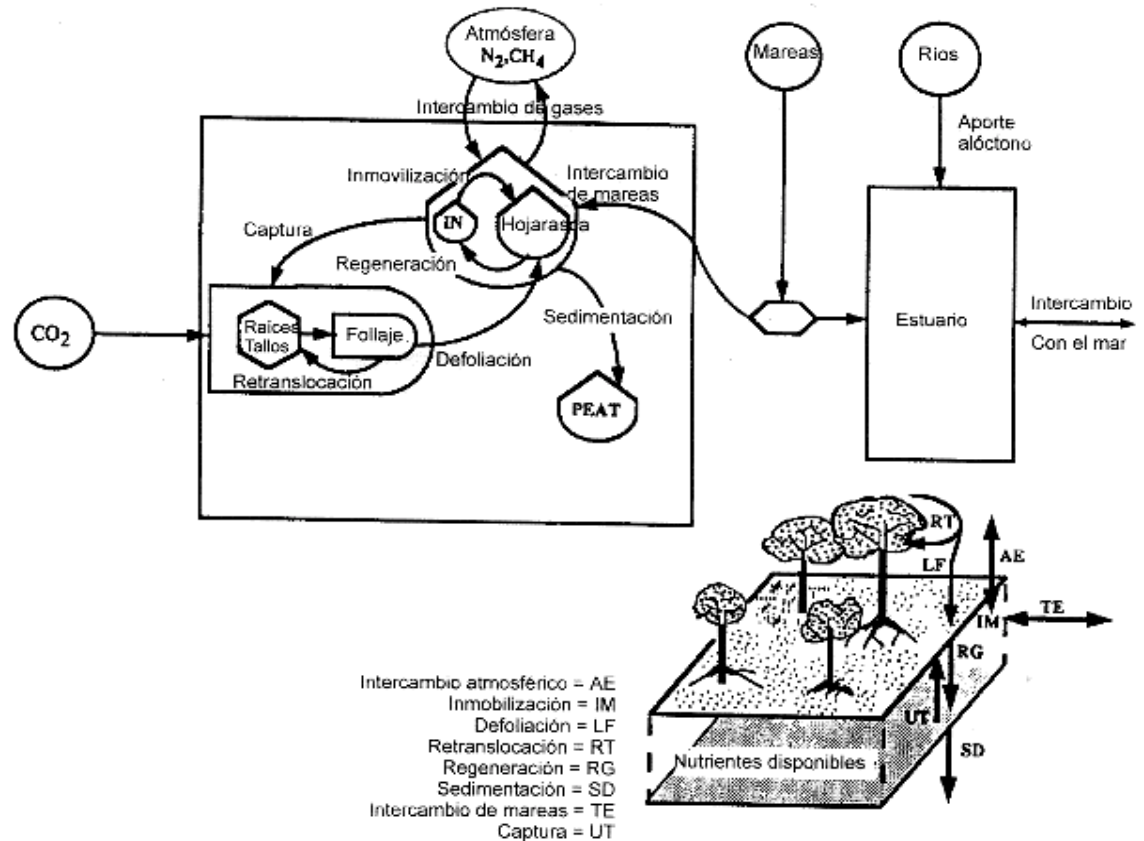 Atmósfera
N2,CH4
Mareas
Ríos
Intercambio de gases
Aporte
alóctono
Inmovilización
Intercambio
de mareas
IN
Hojarasca
Captura
Regeneración
CO2
Raíces
Tallos
Follaje
Retranslocación
Defoliación
Sedimentación
PEAT
Estuario
Intercambio
Con el mar
RT
AE
LF
TE
IM
RG
UT
SD
Nutrientes disponibles
Intercambio atmosférico = AE
Inmobilización = IM
Defoliación = LF
Retranslocación = RT
Regeneración = RG
Sedimentación = SD
Intercambio de mareas = TE
Captura = UT